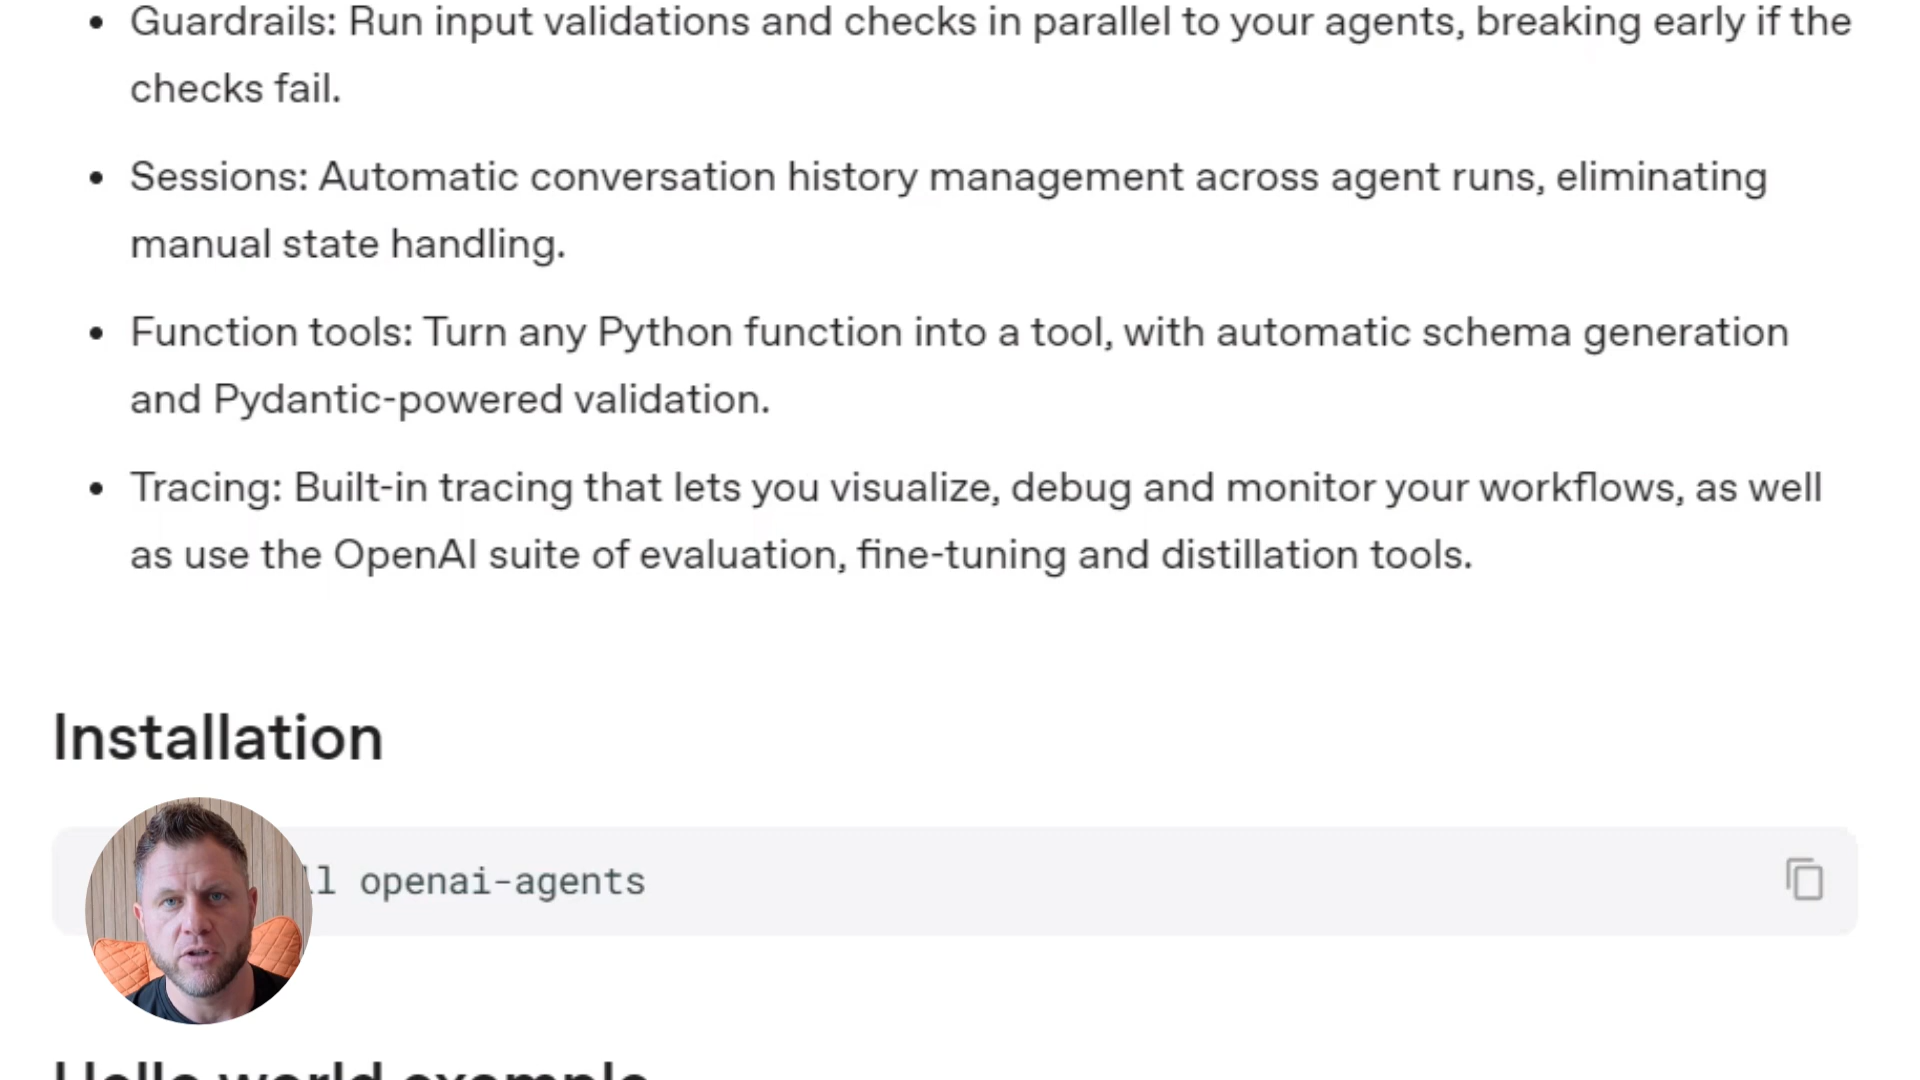 • Guardrails: Run input validations and checks in parallel to your agents, breaking early if the
checks fail.
• Sessions: Automatic conversation history management across agent runs, eliminating
manual state handling.
• Function tools: Turn any Python function into a tool, with automatic schema generation
and Pydantic-powered validation.
• Tracing: Built-in tracing that lets you visualize, debug and monitor your workflows, as well
as use the OpenAI suite of evaluation, fine-tuning and distillation tools.
Installation
openai-agents
Hello world example